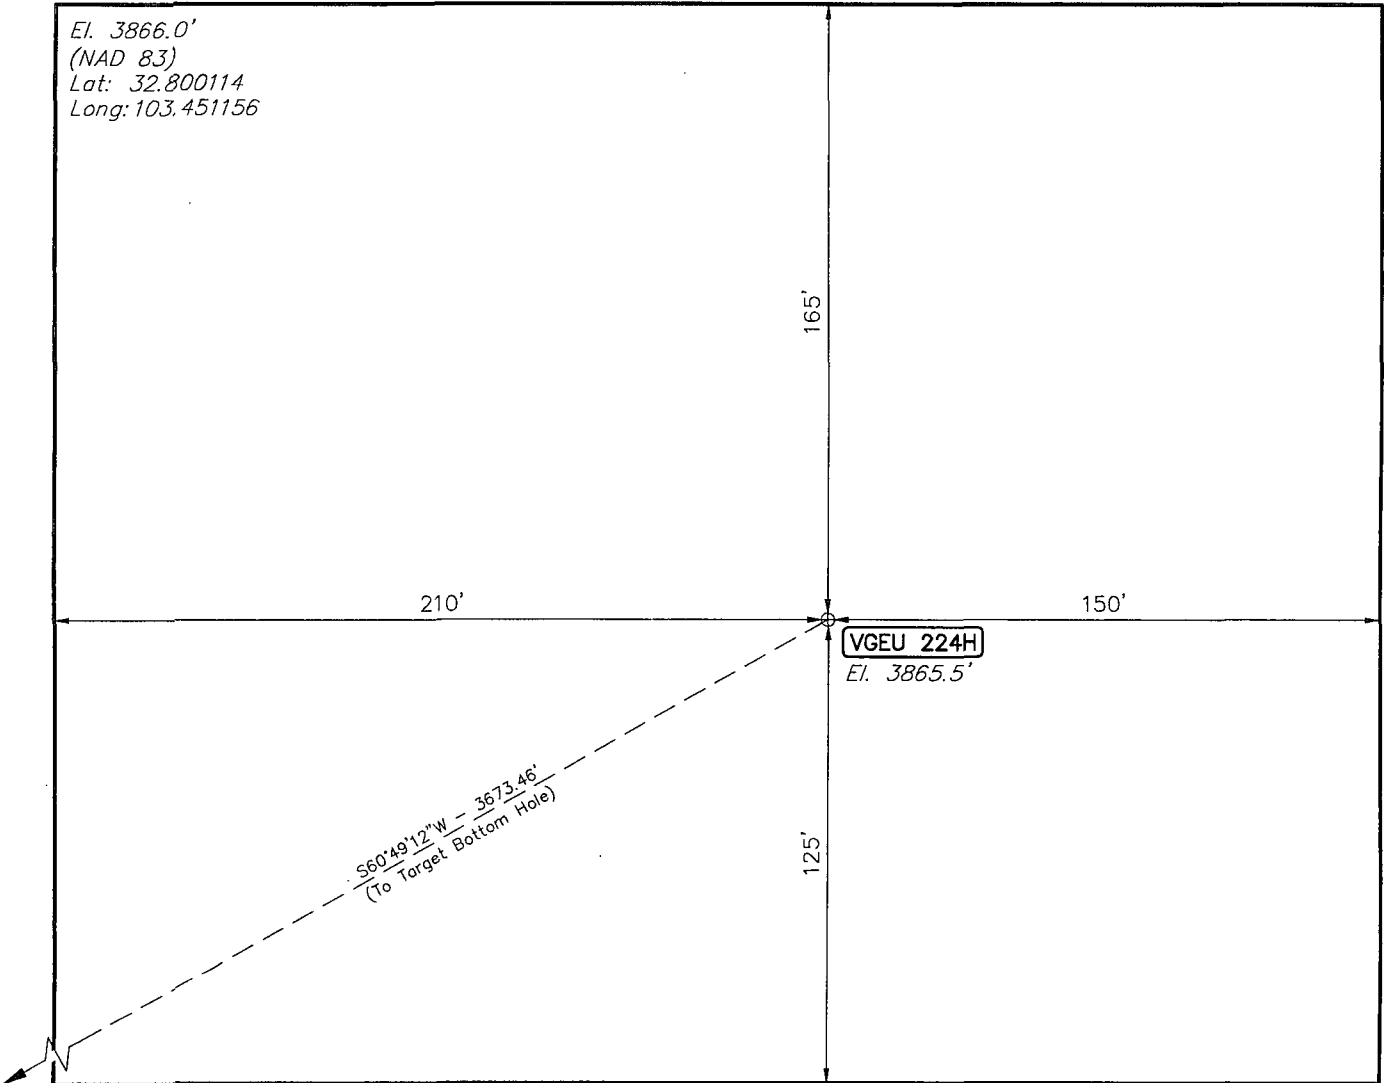 El. 3866.0'
(NAD 83)
Lat: 32.800114
Long: 103.451156
165'
210'
150'
VGEU 224H
El. 3865.5'
S60°49'12"W - 3673.46'
(To Target Bottom Hole)
125'